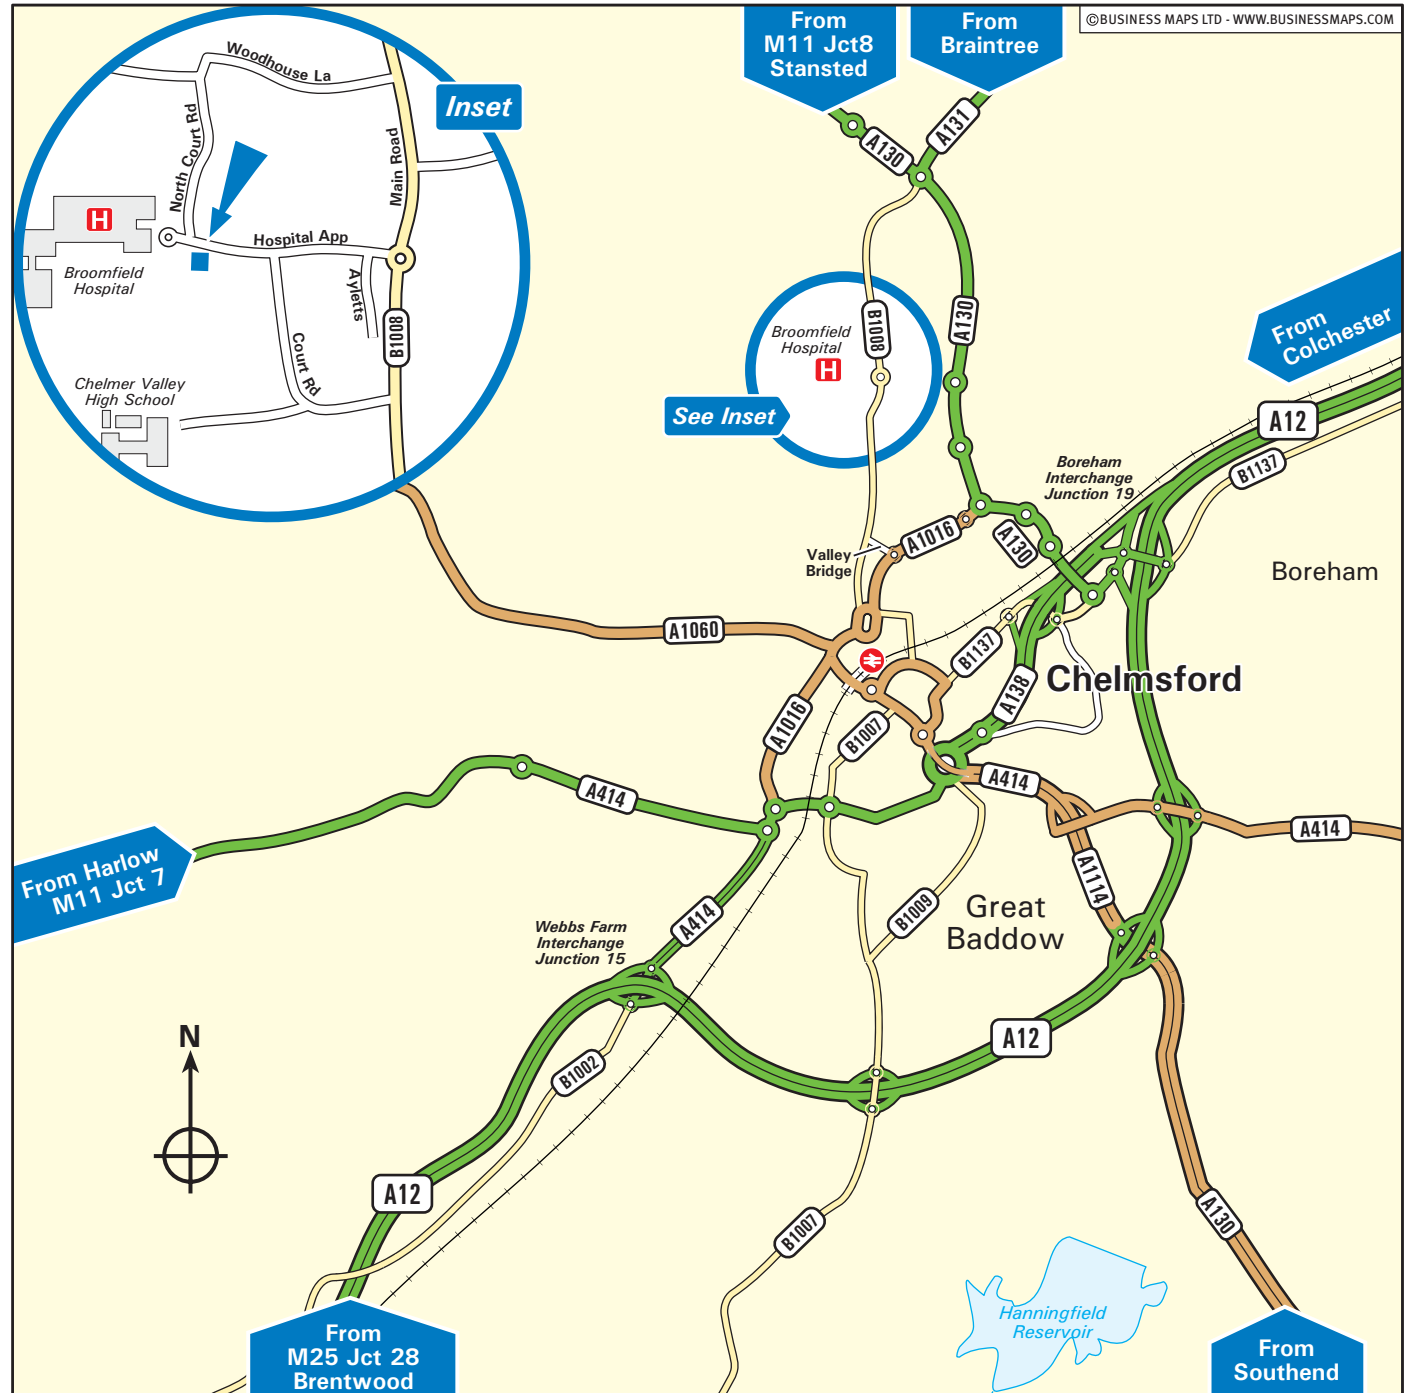 ©BUSINESS MAPS LTD - WWW.BUSINESSMAPS.COM
From
M11 Jct8
Stansted
From
Braintree
Inset
Woodhouse La
North Court Rd
Main Road
H
Hospital App
Broomfield
Hospital
Ayletts
B1008
Court Rd
Chelmer Valley
High School
A130
A131
A130
B1008
Broomfield
Hospital
H
See Inset
From
Colchester
A12
B1137
Boreham
Interchange
Junction 19
A1016
A130
Valley
Bridge
Boreham
A1060
B1137
Chelmsford
A138
A1016
B1007
A414
A414
A414
From Harlow
M11 Jct 7
A1114
B1009
Great
Baddow
A414
Webbs Farm
Interchange
Junction 15
N
A12
B1002
A12
A130
B1007
Hanningfield
Reservoir
From
M25 Jct 28
Brentwood
From
Southend